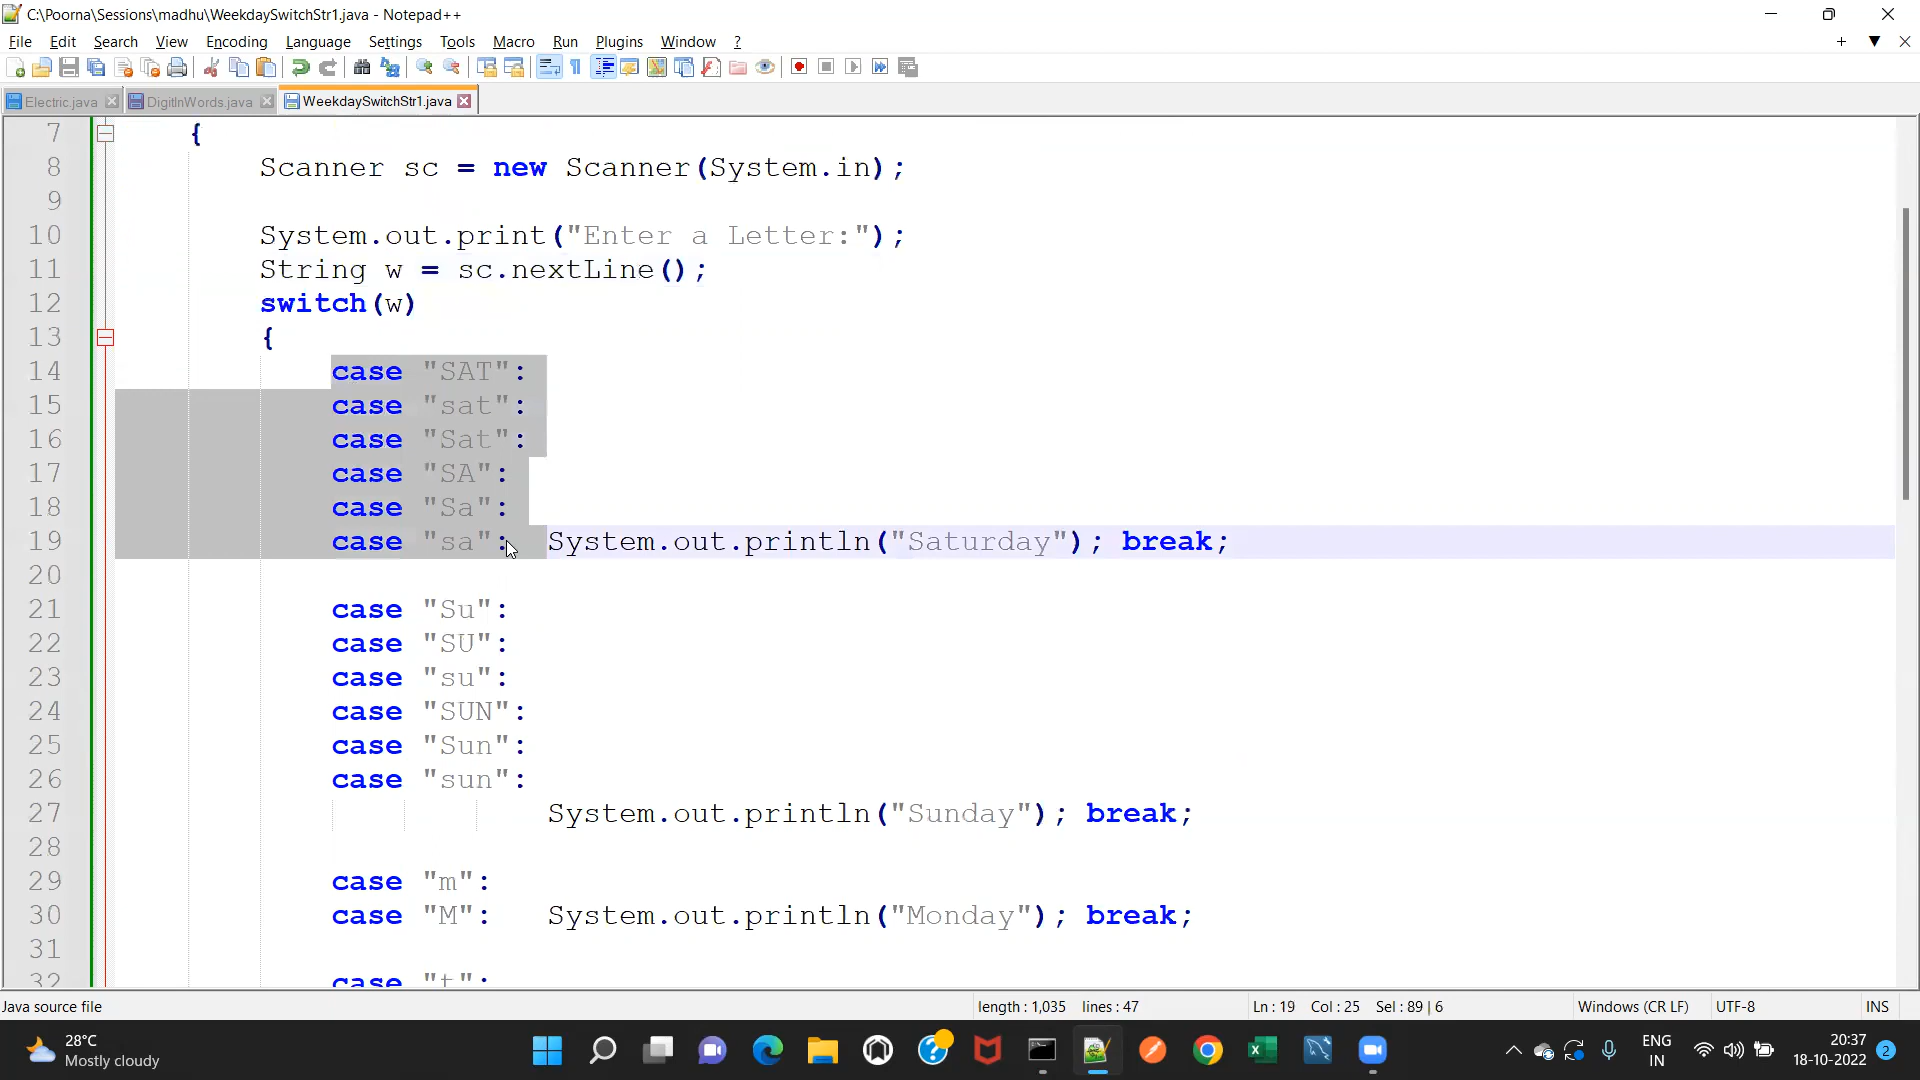 C:\Poorna\Sessions\madhu\WeekdaySwitchStr1.java - Notepad++
File Edit Search View Encoding Language Settings Tools Macro Run Plugins Window ?
Electric.java DigitInWords.java WeekdaySwitchStr1.java
7 {
8 Scanner sc = new Scanner(System.in);
9
10 System.out.print("Enter a Letter:");
11 String w = sc.nextLine();
12 switch(w)
13 {
14 case "SAT":
15 case "sat":
16 case "Sat":
17 case "SA":
18 case "Sa":
19 case "sa": System.out.println("Saturday"); break;
20
21 case "Su":
22 case "SU":
23 case "su":
24 case "SUN":
25 case "Sun":
26 case "sun":
27 System.out.println("Sunday"); break;
28
29 case "m":
30 case "M": System.out.println("Monday"); break;
31
32 case "t":
Java source file length : 1,035 lines : 47 Ln : 19 Col : 25 Sel : 89 | 6 Windows (CR LF) UTF-8 INS
28°C
Mostly cloudy
ENG
IN
20:37
18-10-2022
2